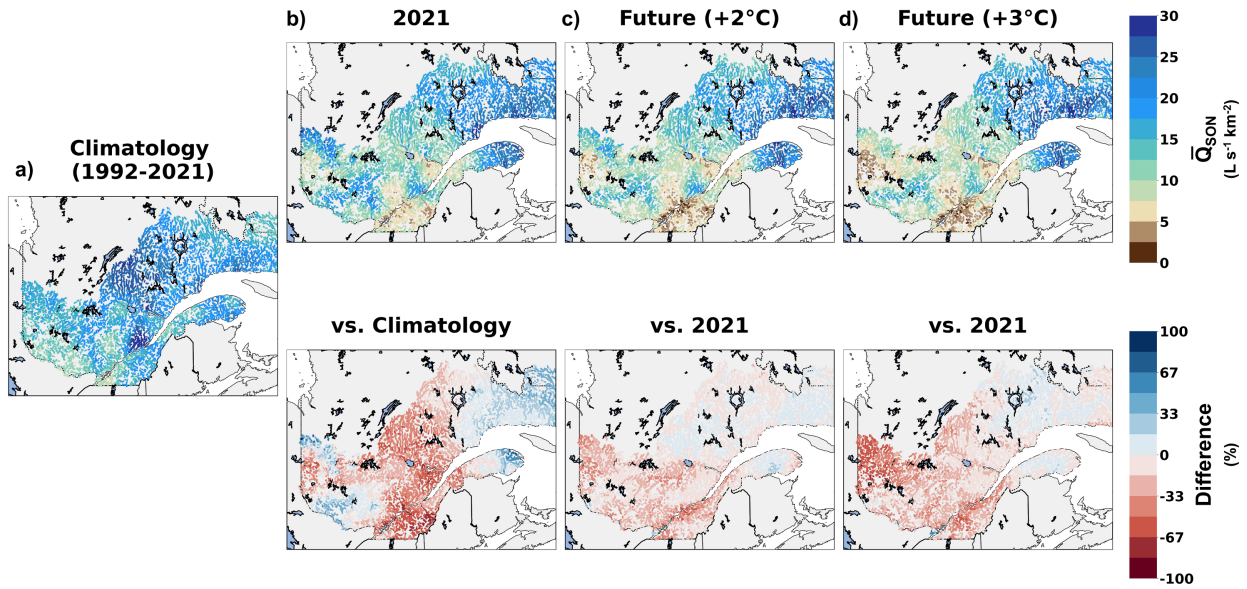 b)
2021
c)
Future (+2°C)
d)
Future (+3°C)
30
25
20
15
10
5
0
Q̅SON
(L s⁻¹ km⁻²)
a)
Climatology
(1992-2021)
vs. Climatology
vs. 2021
vs. 2021
100
67
33
0
-33
-67
-100
Difference
(%)